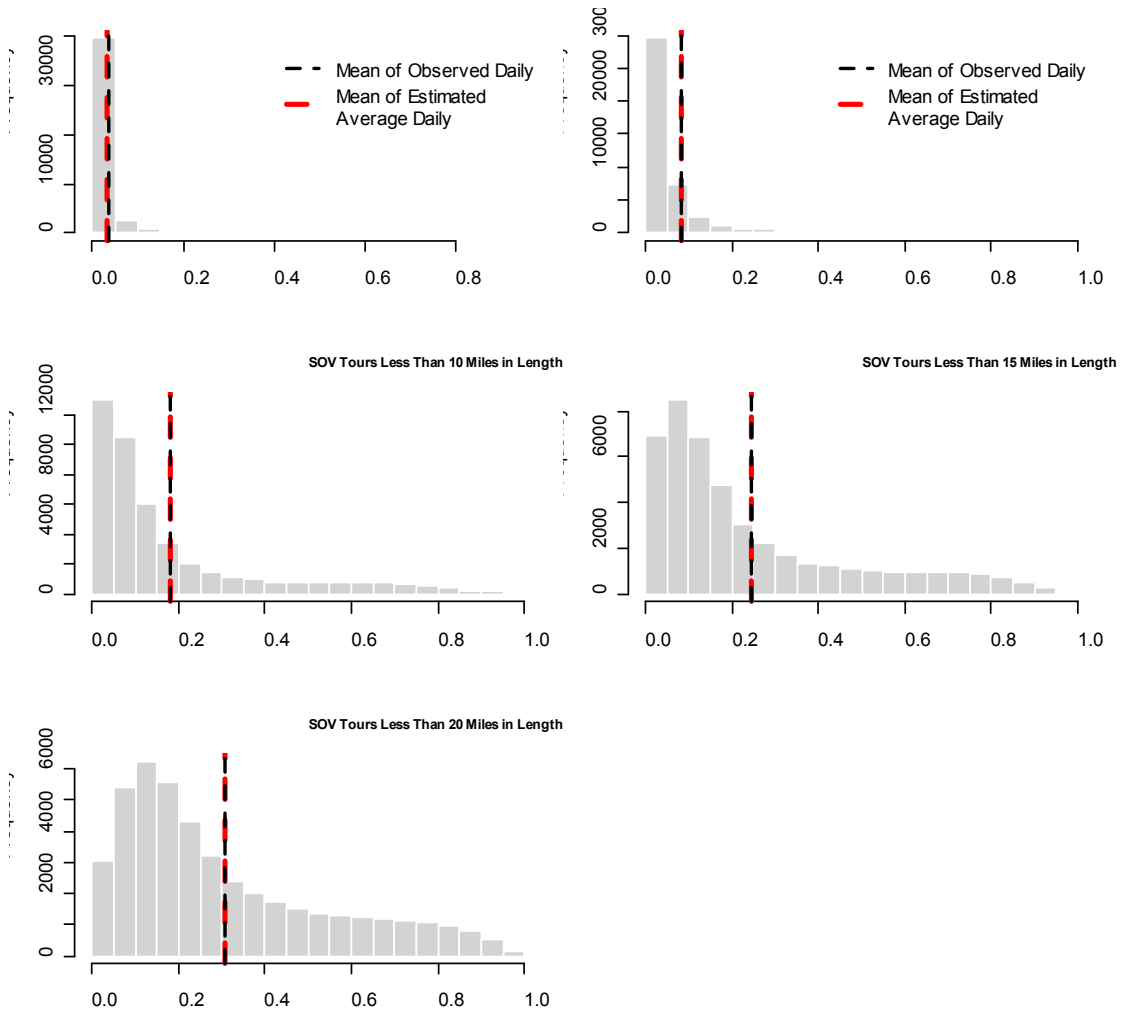 30000
10000
0
Mean of Observed Daily
Mean of Estimated
Average Daily
0.0 0.2 0.4 0.6 0.8
20000
10000
0
Mean of Observed Daily
Mean of Estimated
Average Daily
0.0 0.2 0.4 0.6 0.8 1.0
SOV Tours Less Than 10 Miles in Length
12000
8000
4000
0
0.0 0.2 0.4 0.6 0.8 1.0
SOV Tours Less Than 15 Miles in Length
6000
2000
0
0.0 0.2 0.4 0.6 0.8 1.0
SOV Tours Less Than 20 Miles in Length
6000
4000
2000
0
0.0 0.2 0.4 0.6 0.8 1.0